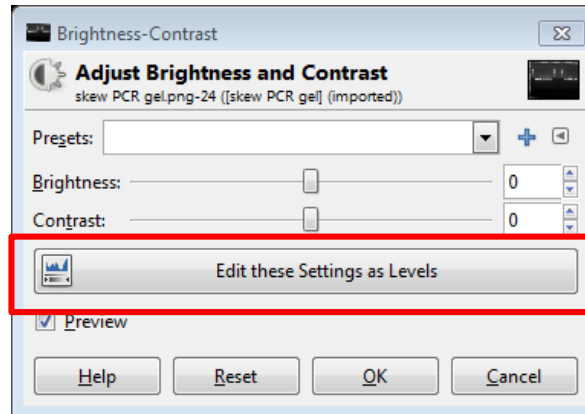 Brightness-Contrast
Adjust Brightness and Contrast
skew PCR gel.png-24 ([skew PCR gel] (imported))
Presets:
Brightness: 0
Contrast: 0
Edit these Settings as Levels
Preview
Help Reset OK Cancel